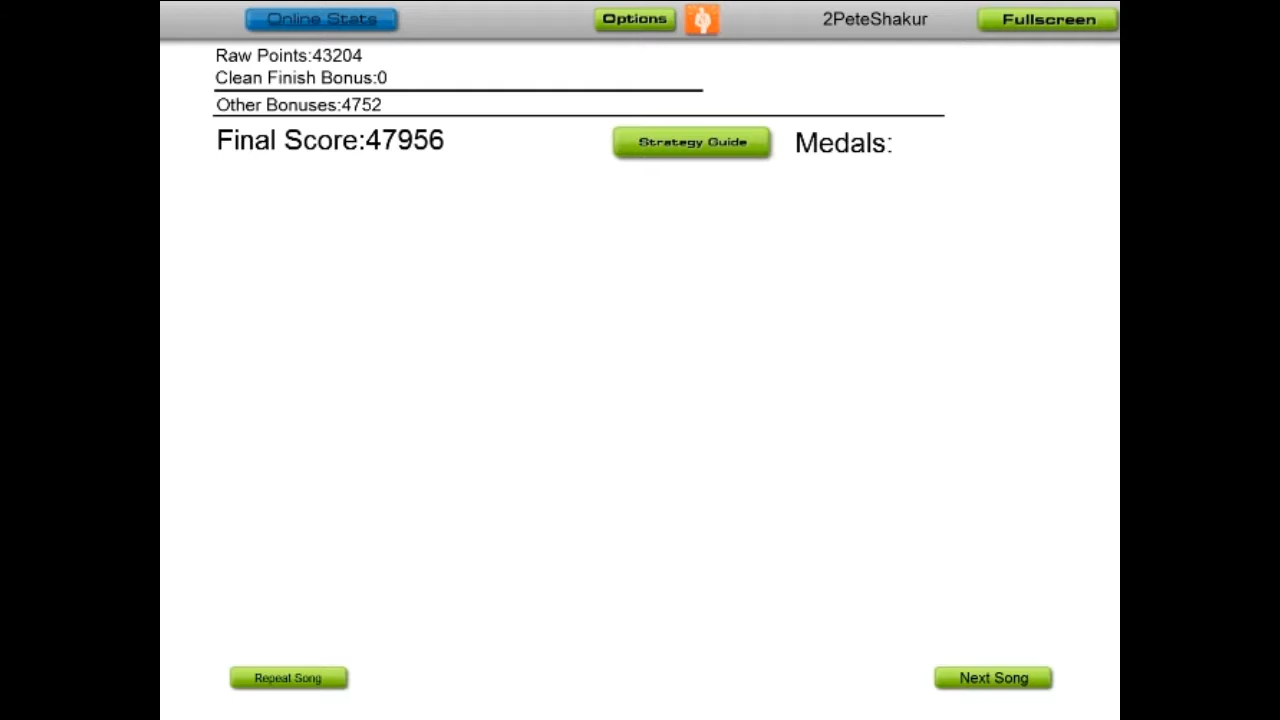 Online Stats
Options
2PeteShakur
Fullscreen
Raw Points:43204
Clean Finish Bonus:0
Other Bonuses:4752
Final Score:47956
Strategy Guide
Medals:
Repeat Song
Next Song